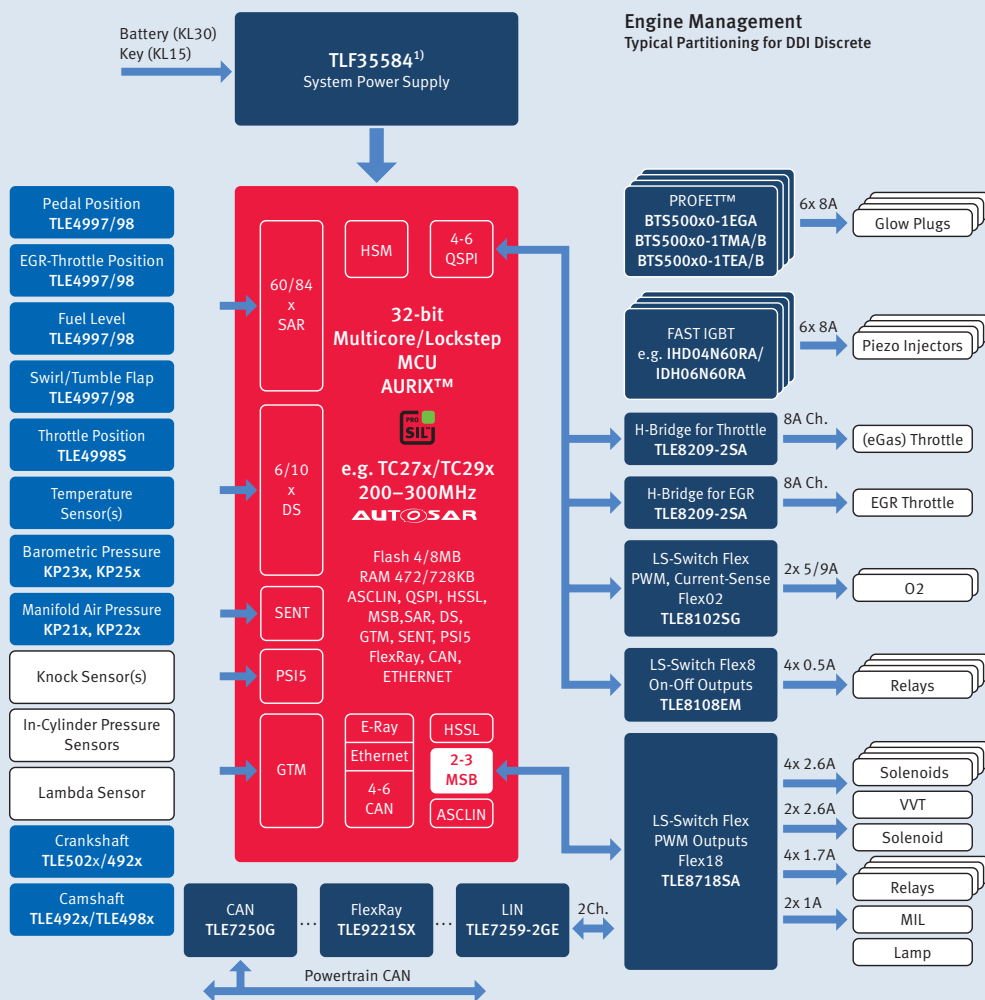 Engine Management
Typical Partitioning for DDI Discrete
Battery (KL30)
Key (KL15)
TLF35584¹⁾
System Power Supply
Pedal Position
TLE4997/98
EGR-Throttle Position
TLE4997/98
Fuel Level
TLE4997/98
Swirl/Tumble Flap
TLE4997/98
Throttle Position
TLE4998S
Temperature
Sensor(s)
Barometric Pressure
KP23x, KP25x
Manifold Air Pressure
KP21x, KP22x
Knock Sensor(s)
In-Cylinder Pressure
Sensors
Lambda Sensor
Crankshaft
TLE502x/492x
Camshaft
TLE492x/TLE498x
60/84
x
SAR
6/10
x
DS
SENT
PSI5
GTM
HSM
4-6
QSPI
32-bit
Multicore/Lockstep
MCU
AURIX™
PRO
SIL™
e.g. TC27x/TC29x
200–300MHz
AUTOSAR
Flash 4/8MB
RAM 472/728KB
ASCLIN, QSPI, HSSL,
MSB,SAR, DS,
GTM, SENT, PSI5
FlexRay, CAN,
ETHERNET
E-Ray
Ethernet
4-6
CAN
HSSL
2-3
MSB
ASCLIN
PROFET™
BTS500x0-1EGA
BTS500x0-1TMA/B
BTS500x0-1TEA/B
6x 8A
Glow Plugs
FAST IGBT
e.g. IHD04N60RA/
IDH06N60RA
6x 8A
Piezo Injectors
H-Bridge for Throttle
TLE8209-2SA
8A Ch.
(eGas) Throttle
H-Bridge for EGR
TLE8209-2SA
8A Ch.
EGR Throttle
LS-Switch Flex
PWM, Current-Sense
Flex02
TLE8102SG
2x 5/9A
O2
LS-Switch Flex8
On-Off Outputs
TLE8108EM
4x 0.5A
Relays
LS-Switch Flex
PWM Outputs
Flex18
TLE8718SA
4x 2.6A
Solenoids
VVT
2x 2.6A
Solenoid
4x 1.7A
Relays
2x 1A
MIL
Lamp
CAN
TLE7250G
...
FlexRay
TLE9221SX
...
LIN
TLE7259-2GE
2Ch.
Powertrain CAN